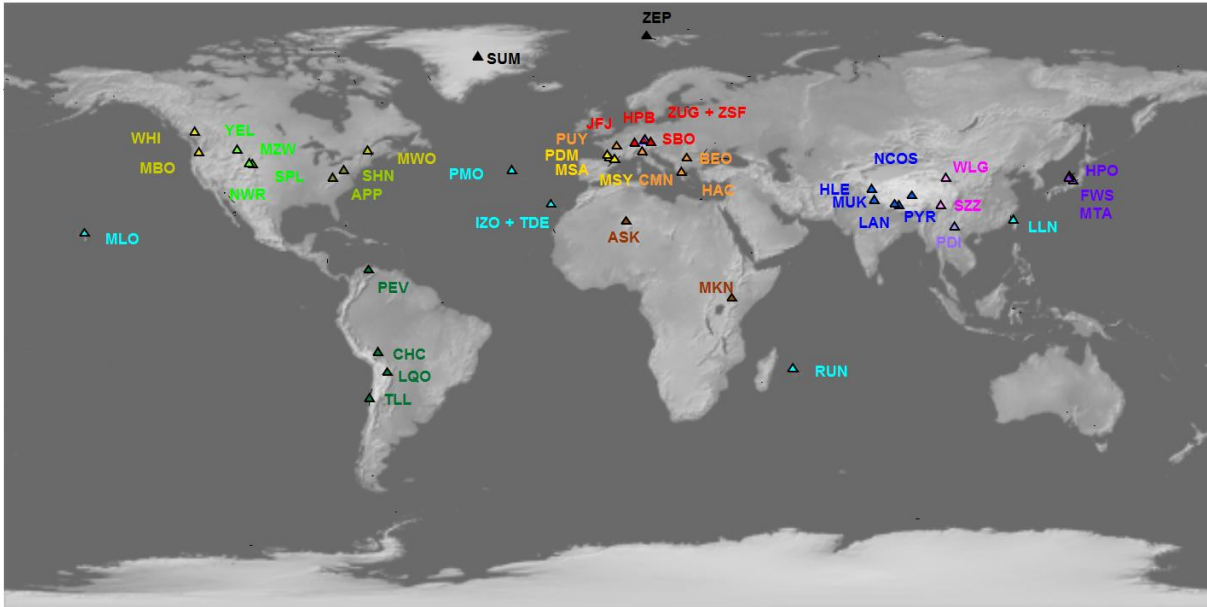 ZEP
SUM
ZUG + ZSF
HPB
JFJ
WHI
YEL
PUY
SBO
MZW
PDM
BEO
MWO
NCOS
MBO
MSA
WLG
HPO
PMO
SHN
SPL
MSY
CMN
NWR
APP
HAC
HLE
FWS
MUK
PYR
SZZ
MTA
IZO + TDE
LAN
LLN
MLO
ASK
PDI
PEV
MKN
CHC
RUN
LQO
TLL